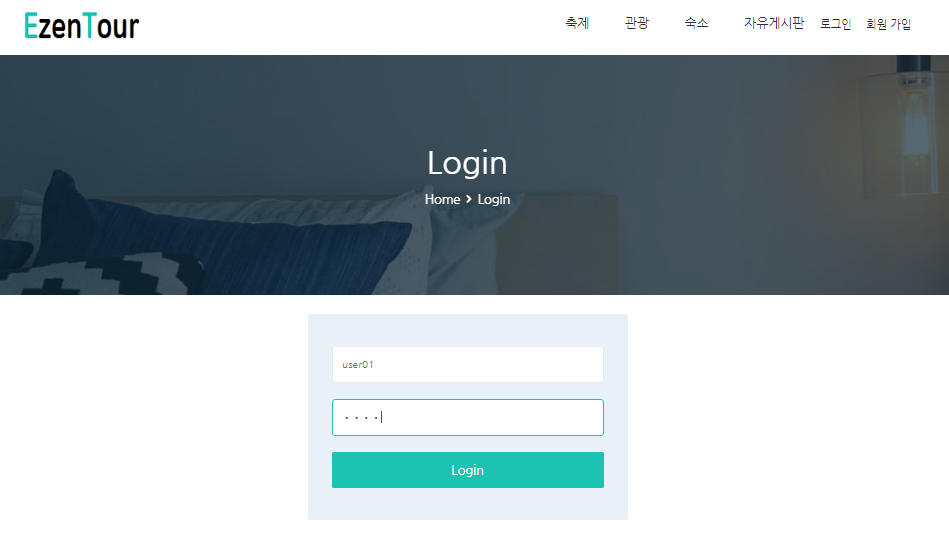 EzenTour
축제 관광 숙소 자유게시판 로그인 회원 가입
Login
Home > Login
user01
····
Login